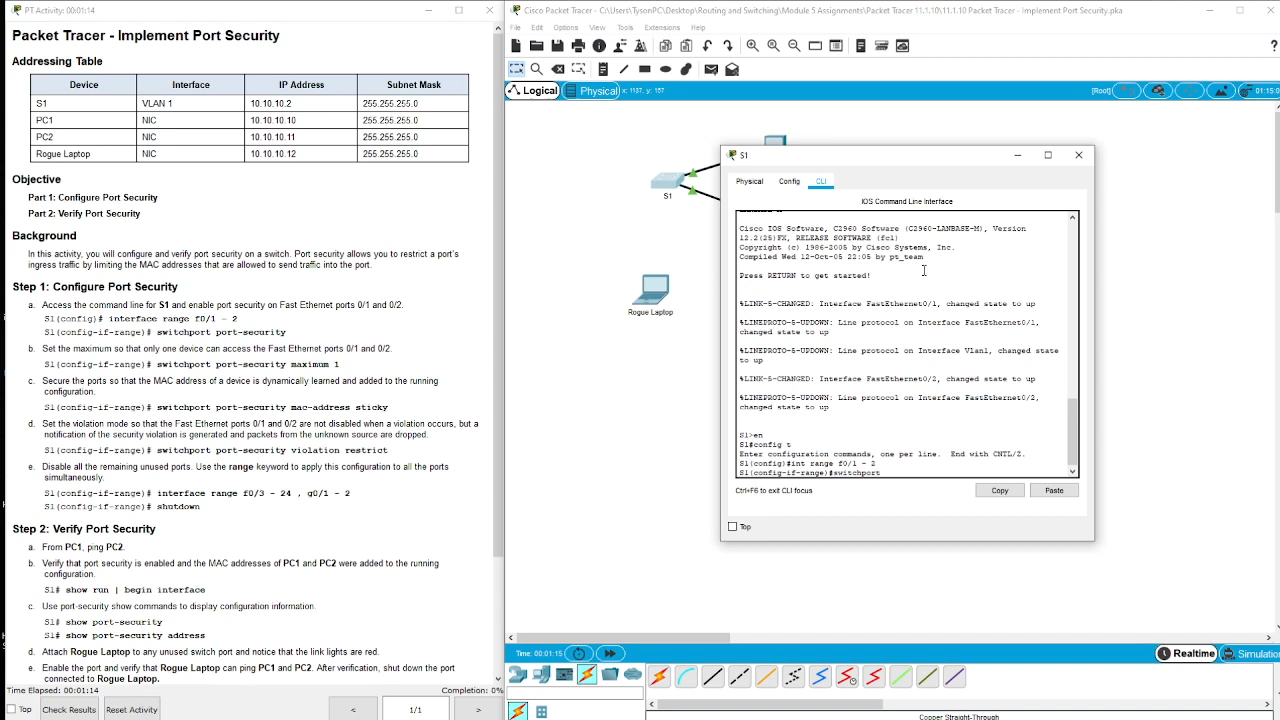 PT Activity: 00:01:14
Packet Tracer - Implement Port Security
Addressing Table
Device Interface IP Address Subnet Mask
S1 VLAN 1 10.10.10.2 255.255.255.0
PC1 NIC 10.10.10.10 255.255.255.0
PC2 NIC 10.10.10.11 255.255.255.0
Rogue Laptop NIC 10.10.10.12 255.255.255.0
Objective
Part 1: Configure Port Security
Part 2: Verify Port Security
Background
In this activity, you will configure and verify port security on a switch. Port security allows you to restrict a port's
ingress traffic by limiting the MAC addresses that are allowed to send traffic into the port.
Step 1: Configure Port Security
a. Access the command line for S1 and enable port security on Fast Ethernet ports 0/1 and 0/2.
S1(config)# interface range f0/1 - 2
S1(config-if-range)# switchport port-security
b. Set the maximum so that only one device can access the Fast Ethernet ports 0/1 and 0/2.
S1(config-if-range)# switchport port-security maximum 1
c. Secure the ports so that the MAC address of a device is dynamically learned and added to the running
configuration.
S1(config-if-range)# switchport port-security mac-address sticky
d. Set the violation mode so that the Fast Ethernet ports 0/1 and 0/2 are not disabled when a violation occurs, but a
notification of the security violation is generated and packets from the unknown source are dropped.
S1(config-if-range)# switchport port-security violation restrict
e. Disable all the remaining unused ports. Use the range keyword to apply this configuration to all the ports
simultaneously.
S1(config-if-range)# interface range f0/3 - 24 , g0/1 - 2
S1(config-if-range)# shutdown
Step 2: Verify Port Security
a. From PC1, ping PC2.
b. Verify that port security is enabled and the MAC addresses of PC1 and PC2 were added to the running
configuration.
S1# show run | begin interface
c. Use port-security show commands to display configuration information.
S1# show port-security
S1# show port-security address
d. Attach Rogue Laptop to any unused switch port and notice that the link lights are red.
e. Enable the port and verify that Rogue Laptop can ping PC1 and PC2. After verification, shut down the port
connected to Rogue Laptop.
Time Elapsed: 00:01:14 Completion: 0%
Top Check Results Reset Activity < 1/1 >
Cisco Packet Tracer - C:\Users\TysonPC\Desktop\Routing and Switching\Module 5 Assignments\Packet Tracer 11.1.10\11.1.10 Packet Tracer - Implement Port Security.pka
File Edit Options View Tools Extensions Help
?
Logical Physical x: 1137, y: 157 [Root] 01:15:0
S1
Rogue Laptop
S1
Physical Config CLI
IOS Command Line Interface
Cisco IOS Software, C2960 Software (C2960-LANBASE-M), Version
12.2(25)FX, RELEASE SOFTWARE (fc1)
Copyright (c) 1986-2005 by Cisco Systems, Inc.
Compiled Wed 12-Oct-05 22:05 by pt_team
Press RETURN to get started!
%LINK-5-CHANGED: Interface FastEthernet0/1, changed state to up
%LINEPROTO-5-UPDOWN: Line protocol on Interface FastEthernet0/1,
changed state to up
%LINEPROTO-5-UPDOWN: Line protocol on Interface Vlan1, changed state
to up
%LINK-5-CHANGED: Interface FastEthernet0/2, changed state to up
%LINEPROTO-5-UPDOWN: Line protocol on Interface FastEthernet0/2,
changed state to up
S1>en
S1#config t
Enter configuration commands, one per line. End with CNTL/Z.
S1(config)#int range f0/1 - 2
S1(config-if-range)#switchport
Ctrl+F6 to exit CLI focus Copy Paste
Top
Time: 00:01:15 Realtime Simulation
Copper Straight-Through